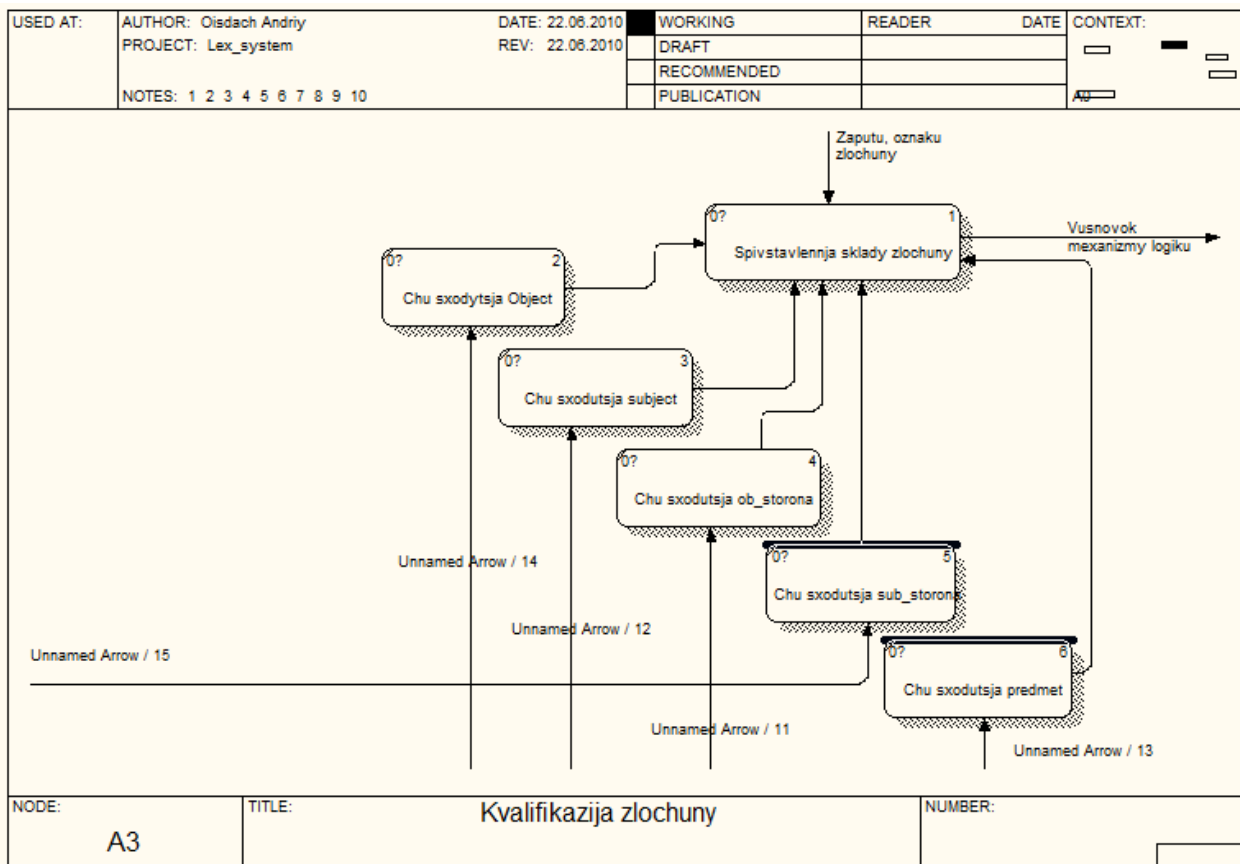 USED AT:
AUTHOR: Oisdach Andriy
DATE: 22.06.2010
WORKING
READER
DATE
CONTEXT:
PROJECT: Lex_system
REV: 22.06.2010
DRAFT
RECOMMENDED
NOTES: 1 2 3 4 5 6 7 8 9 10
PUBLICATION
A0
Zaputu, oznaku
zlochuny
0? 1
Spivstavlennja sklady zlochuny
Vusnovok
mexanizmy logiku
0? 2
Chu sxodytsja Object
0? 3
Chu sxodutsja subject
0? 4
Chu sxodutsja ob_storona
Unnamed Arrow / 14
0? 5
Chu sxodutsja sub_storona
Unnamed Arrow / 12
Unnamed Arrow / 15
0? 6
Chu sxodutsja predmet
Unnamed Arrow / 11
Unnamed Arrow / 13
NODE:
A3
TITLE:
Kvalifikazija zlochuny
NUMBER: